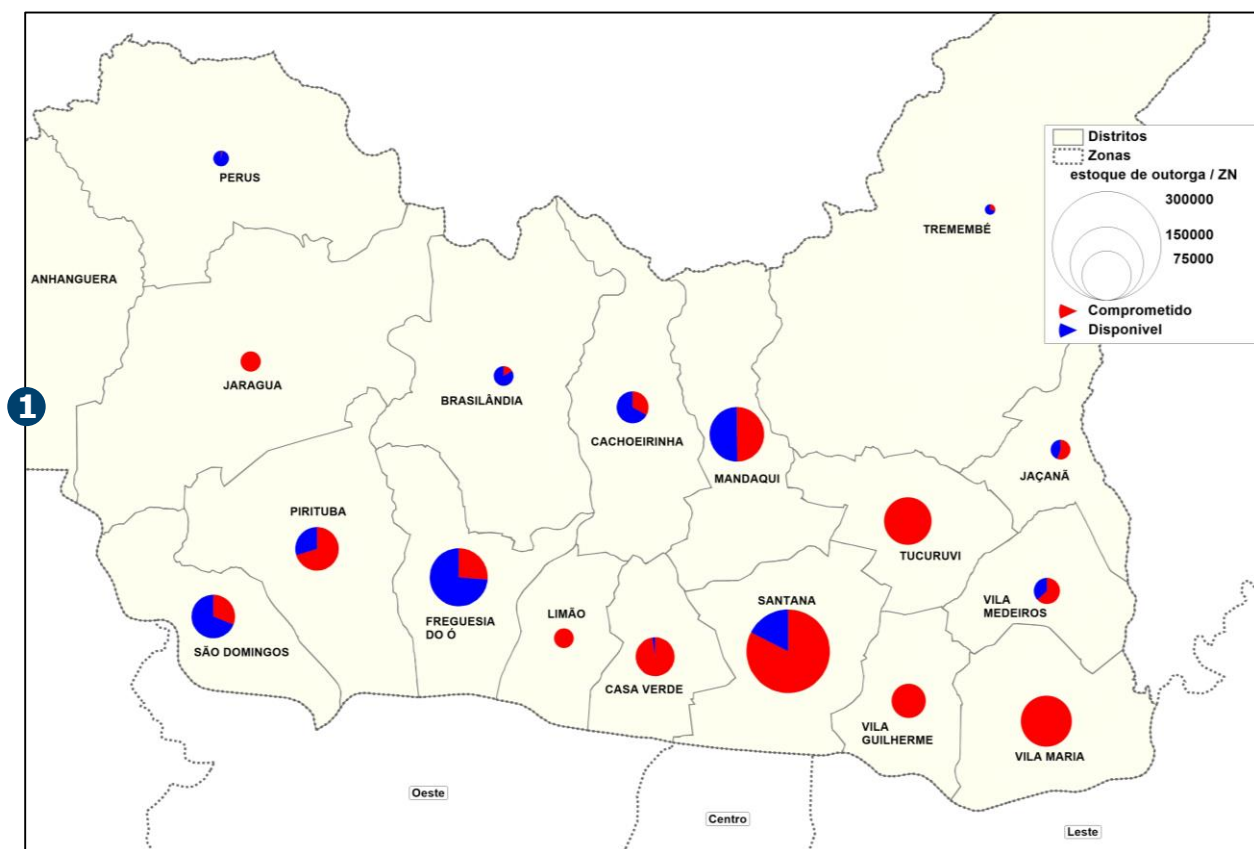 PERUS
ANHANGUERA
TREMEMBÉ
Distritos
Zonas
estoque de outorga / ZN
300000
150000
75000
Comprometido
Disponivel
1
JARAGUA
BRASILÂNDIA
CACHOEIRINHA
MANDAQUI
JAÇANÃ
PIRITUBA
TUCURUVI
SÃO DOMINGOS
FREGUESIA
DO Ó
LIMÃO
CASA VERDE
SANTANA
VILA
MEDEIROS
VILA
GUILHERME
VILA MARIA
Oeste
Centro
Leste